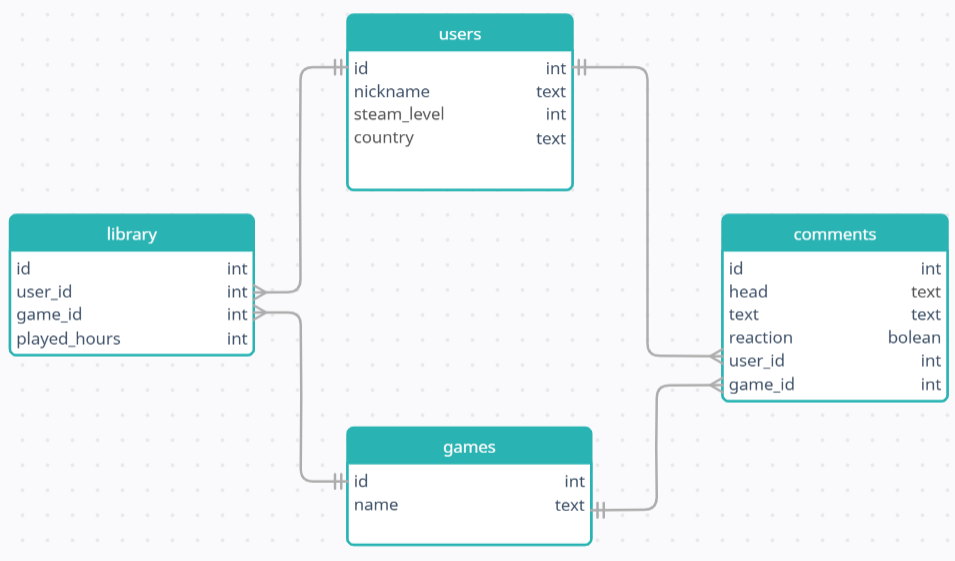 users
id int
nickname text
steam_level int
country text
library
id int
user_id int
game_id int
played_hours int
comments
id int
head text
text text
reaction bolean
user_id int
game_id int
games
id int
name text